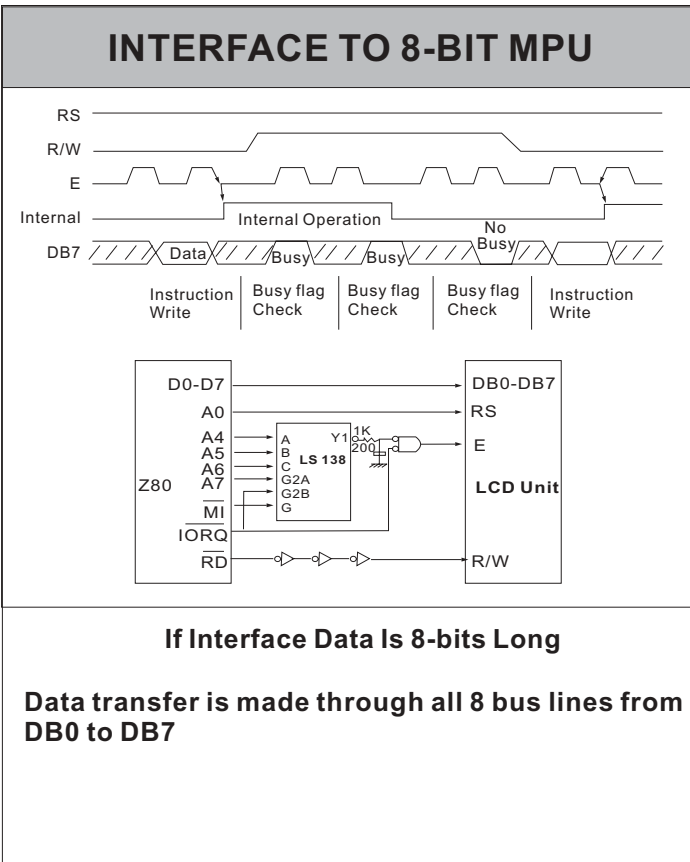 INTERFACE TO 8-BIT MPU
RS
R/W
E
Internal Internal Operation No
DB7 Data Busy Busy Busy
Instruction Busy flag Busy flag Busy flag Instruction
Write Check Check Check Write
D0-D7 DB0-DB7
A0 RS
A4 A Y1 1K
A5 B 200 E
A6 C LS 138
A7 G2A
Z80 G2B LCD Unit
MI G
IORQ
RD R/W
If Interface Data Is 8-bits Long
Data transfer is made through all 8 bus lines from
DB0 to DB7